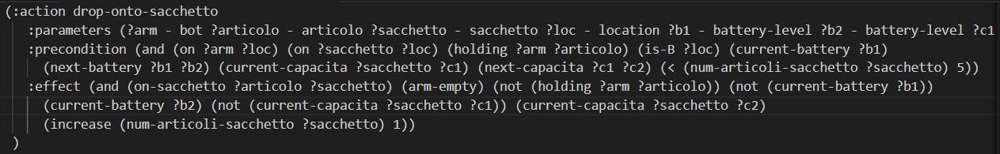 (:action drop-onto-sacchetto
:parameters (?arm - bot ?articolo - articolo ?sacchetto - sacchetto ?loc - location ?b1 - battery-level ?b2 - battery-level ?c1
:precondition (and (on ?arm ?loc) (on ?sacchetto ?loc) (holding ?arm ?articolo) (is-B ?loc) (current-battery ?b1)
(next-battery ?b1 ?b2) (current-capacita ?sacchetto ?c1) (next-capacita ?c1 ?c2) (< (num-articoli-sacchetto ?sacchetto) 5))
:effect (and (on-sacchetto ?articolo ?sacchetto) (arm-empty) (not (holding ?arm ?articolo)) (not (current-battery ?b1))
(current-battery ?b2) (not (current-capacita ?sacchetto ?c1)) (current-capacita ?sacchetto ?c2)
(increase (num-articoli-sacchetto ?sacchetto) 1))
)